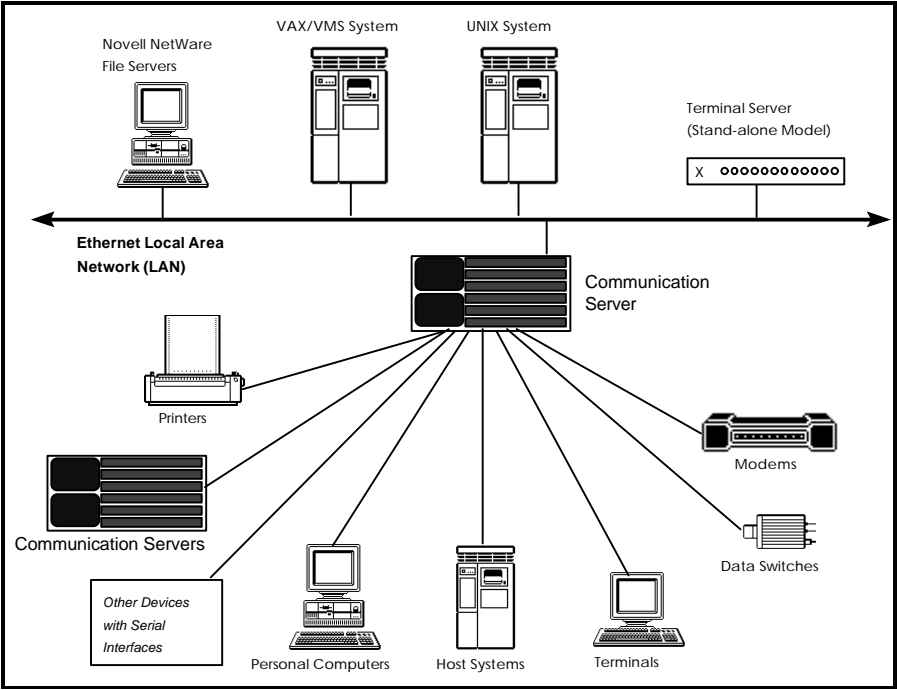 VAX/VMS System
UNIX System
Novell NetWare
File Servers
Terminal Server
(Stand-alone Model)
X
Ethernet Local Area
Network (LAN)
Communication
Server
Printers
Modems
Communication Servers
Data Switches
Other Devices
with Serial
Interfaces
Personal Computers
Host Systems
Terminals